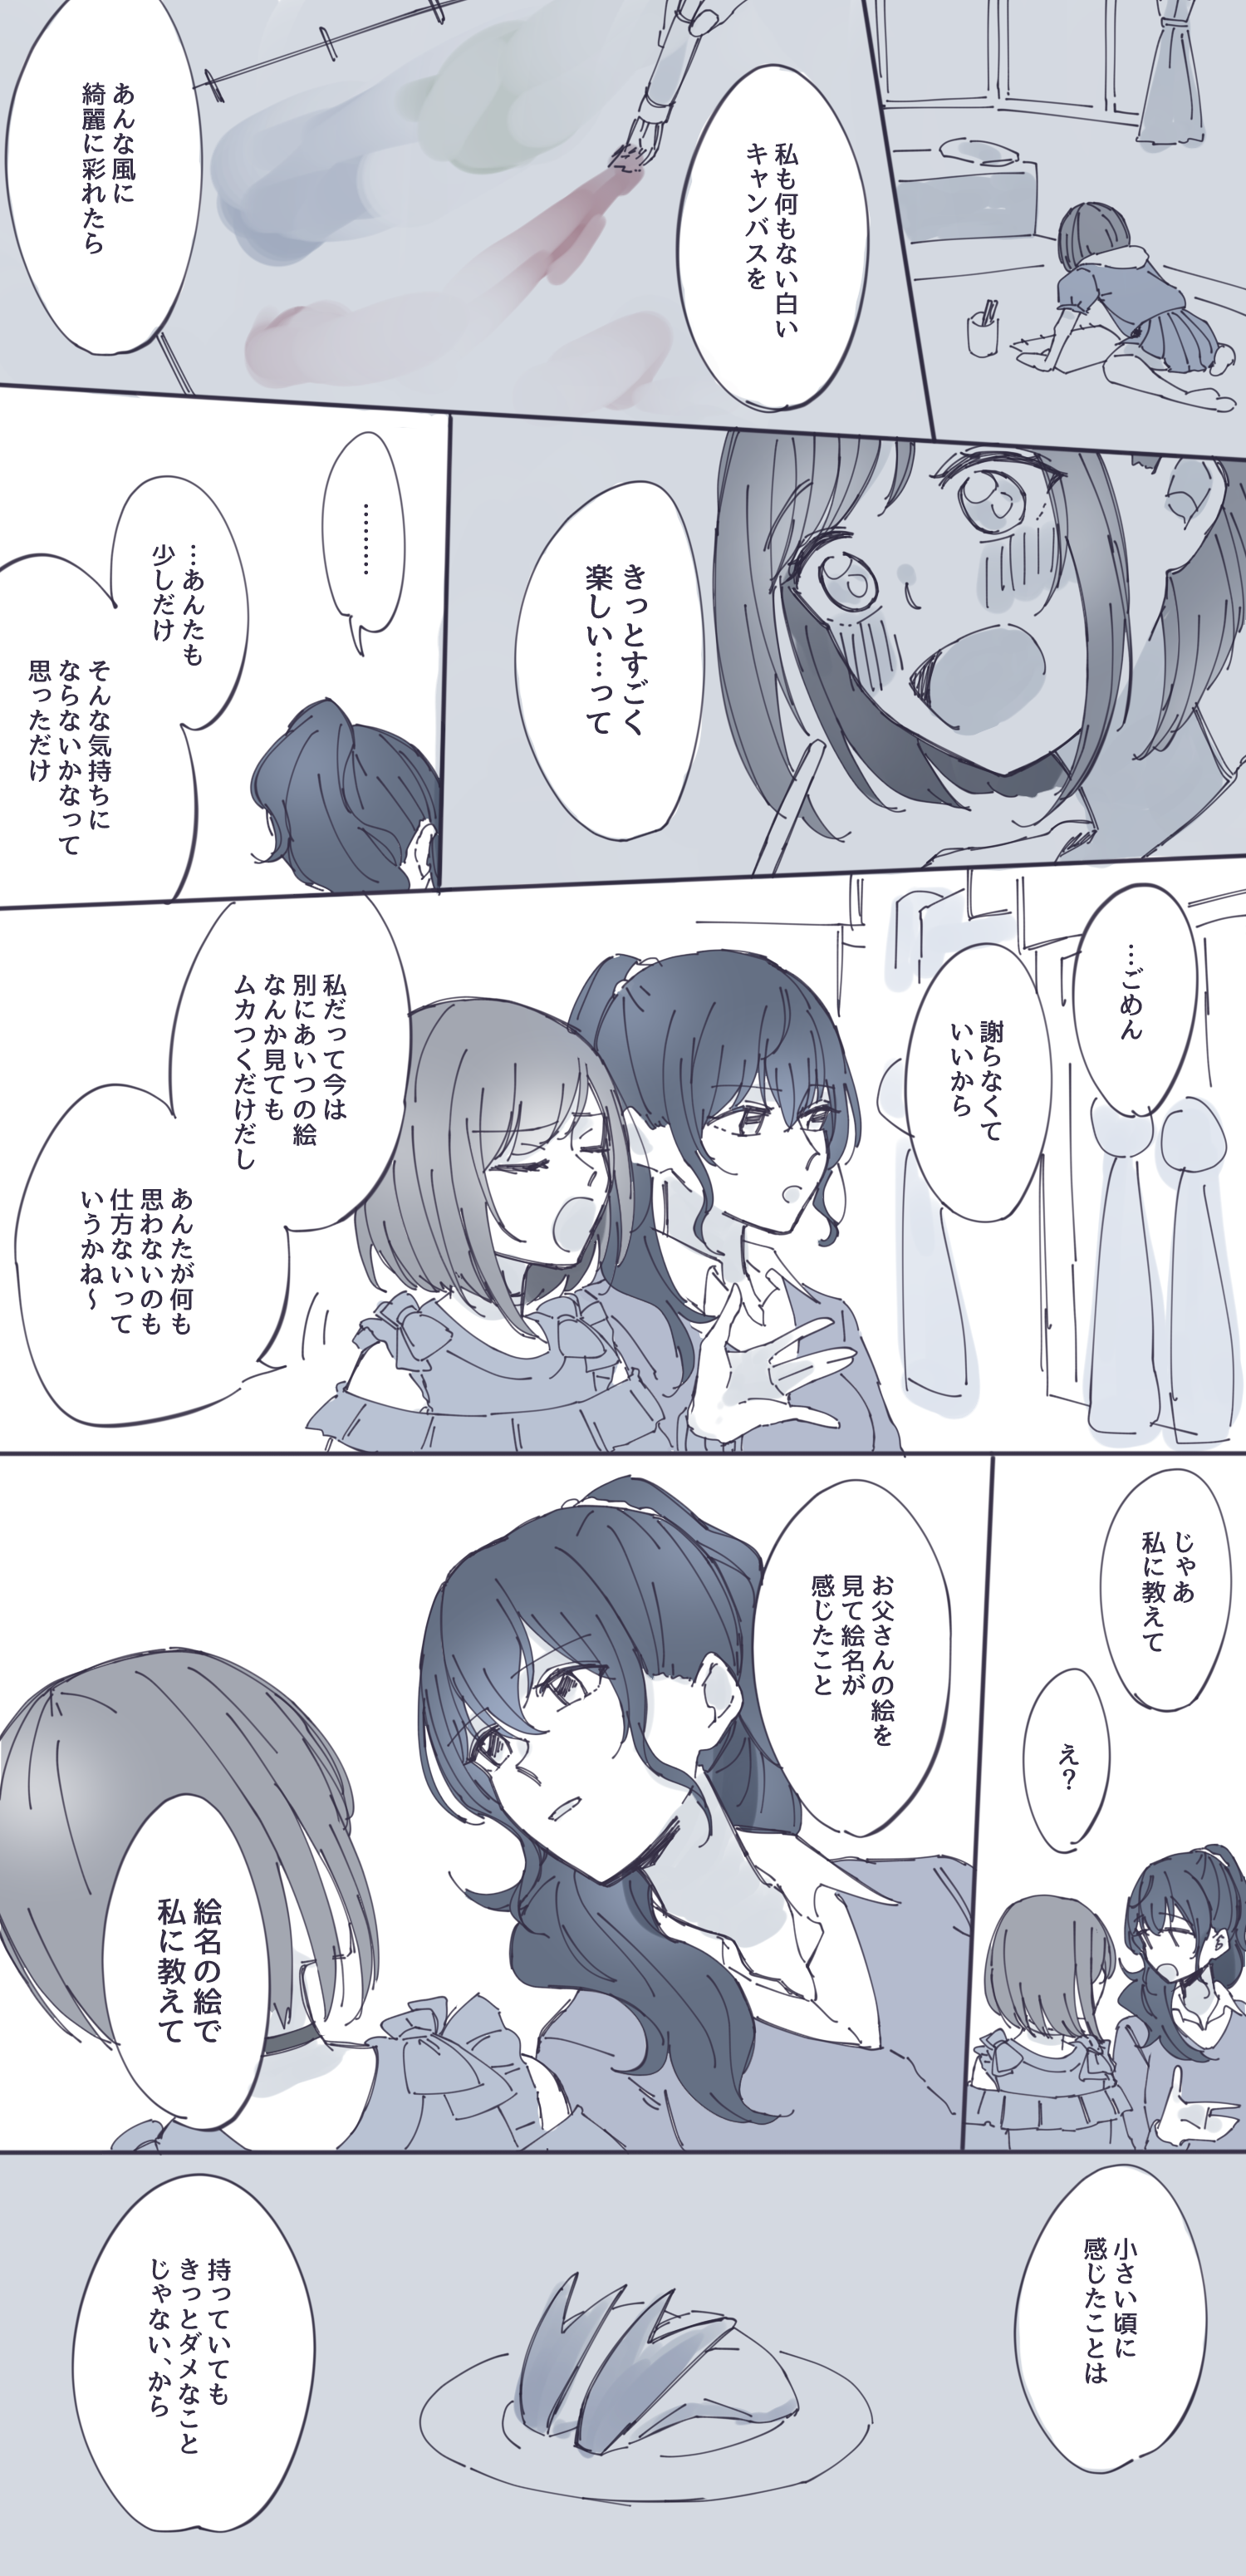 私も何もない白い
キャンバスを
あんな風に
綺麗に彩れたら
きっとすごく
楽しい…って
………
…あんたも
少しだけ
そんな気持ちに
ならないかなって
思っただけ
…ごめん
謝らなくて
いいから
私だって今は
別にあいつの絵
なんか見ても
ムカつくだけだし
あんたが何も
思わないのも
仕方ないって
いうかね〜
じゃあ
私に教えて
え?
お父さんの絵を
見て絵名が
感じたこと
絵名の絵で
私に教えて
小さい頃に
感じたことは
持っていても
きっとダメなこと
じゃない、から